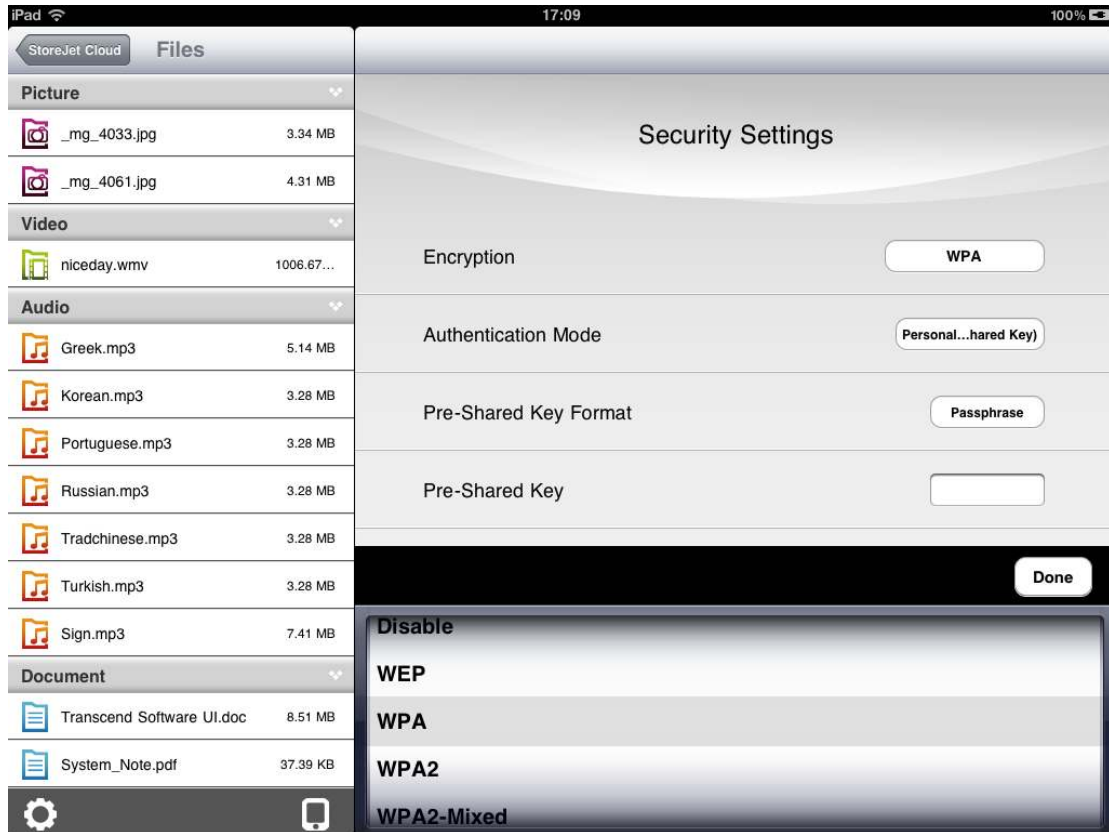 iPad 17:09 100%
StoreJet Cloud Files
Picture
_mg_4033.jpg 3.34 MB
_mg_4061.jpg 4.31 MB
Video
niceday.wmv 1006.67...
Audio
Greek.mp3 5.14 MB
Korean.mp3 3.28 MB
Portuguese.mp3 3.28 MB
Russian.mp3 3.28 MB
Tradchinese.mp3 3.28 MB
Turkish.mp3 3.28 MB
Sign.mp3 7.41 MB
Document
Transcend Software UI.doc 8.51 MB
System_Note.pdf 37.39 KB
Security Settings
Encryption WPA
Authentication Mode Personal...hared Key)
Pre-Shared Key Format Passphrase
Pre-Shared Key
Done
Disable
WEP
WPA
WPA2
WPA2-Mixed